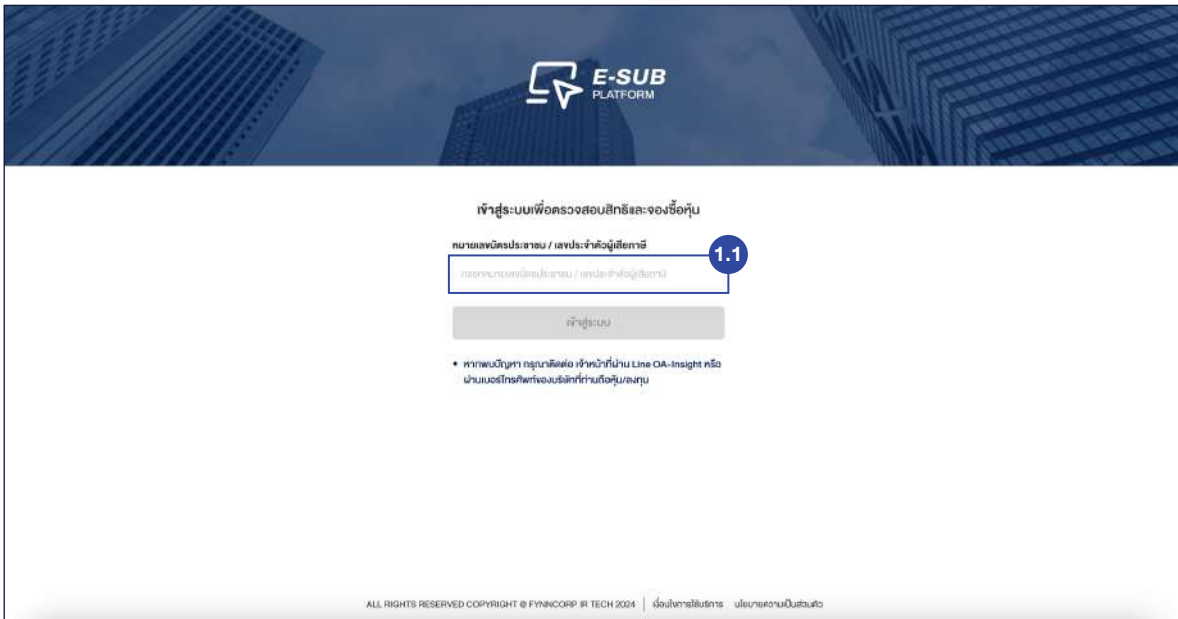 E-SUB
PLATFORM
เข้าสู่ระบบเพื่อตรวจสอบสิทธิและจองซื้อหุ้น
หมายเลขบัตรประชาชน / เลขประจำตัวผู้เสียภาษี
1.1
กรอกหมายเลขบัตรประชาชน / เลขประจำตัวผู้เสียภาษี
เข้าสู่ระบบ
• หากพบปัญหา กรุณาติดต่อ เจ้าหน้าที่ผ่าน Line OA-Insight หรือ
ผ่านเบอร์โทรศัพท์ของบริษัทที่ท่านถือหุ้น/ลงทุน
ALL RIGHTS RESERVED COPYRIGHT @ FYNNCORP IR TECH 2024 | เงื่อนไขการใช้บริการ นโยบายความเป็นส่วนตัว